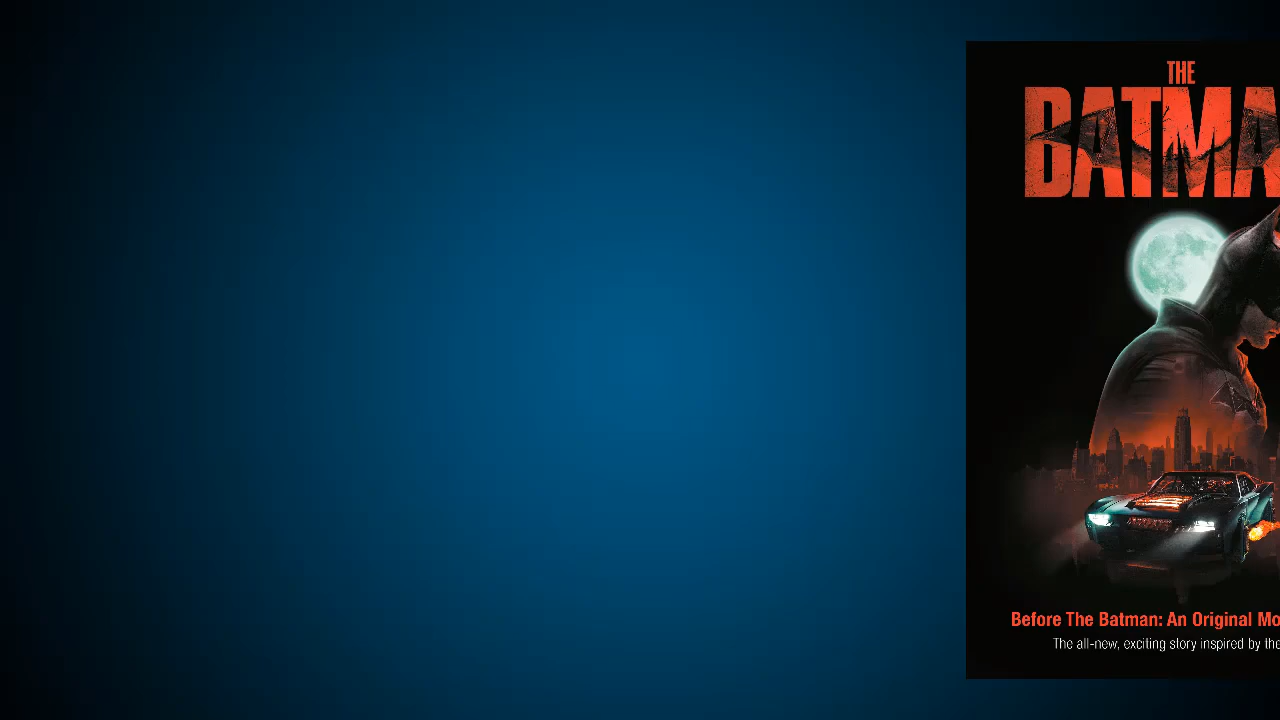 THE
BATMA
Before The Batman: An Original Mo
The all-new, exciting story inspired by the